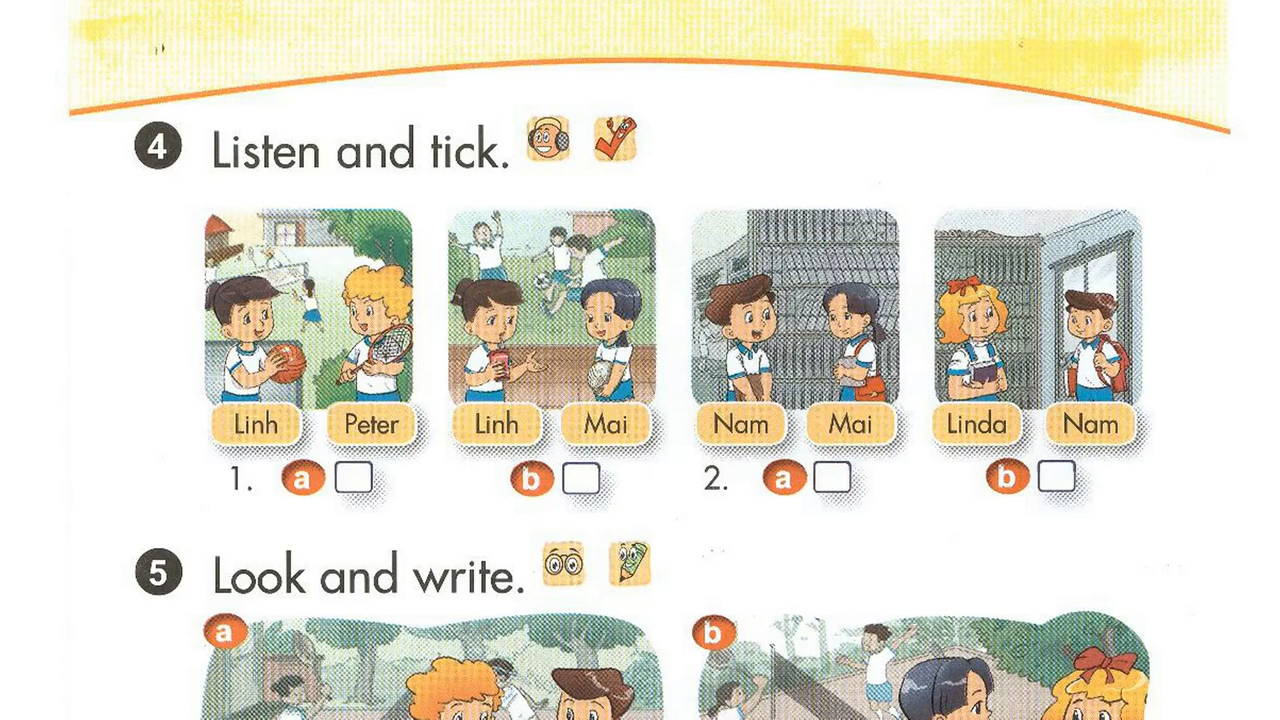 4 Listen and tick.
Linh Peter Linh Mai Nam Mai Linda Nam
1. a b 2. a b
5 Look and write.
a b